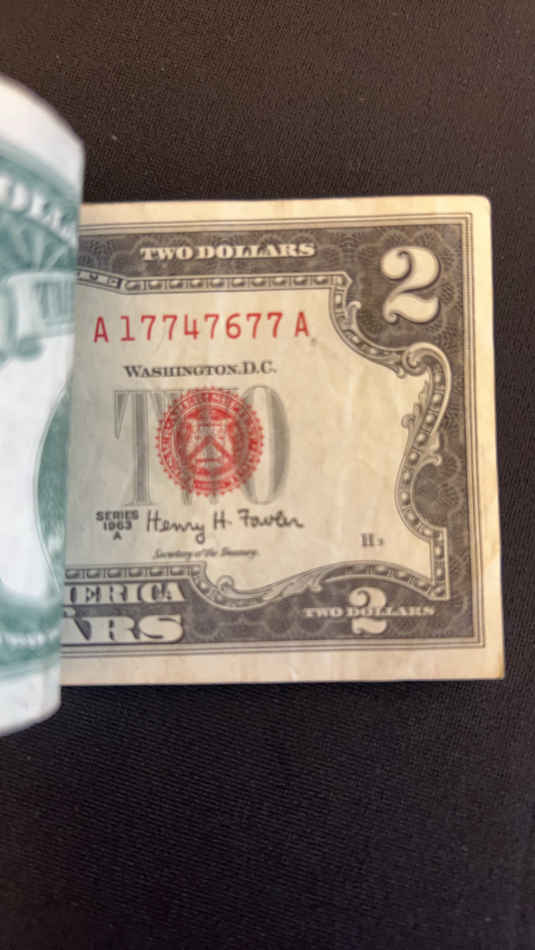 TWO DOLLARS
2
A 17747677 A
WASHINGTON, D.C.
TWO
SERIES
1963
A
Henry H. Fowler
Secretary of the Treasury.
ERICA
TWO DOLLARS
2
ARS